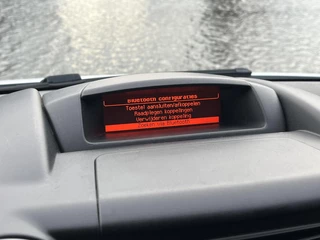 Bluetooth configuraties
Toestel aansluiten/afkoppelen
Raadplegen koppelingen
Verwijderen koppeling